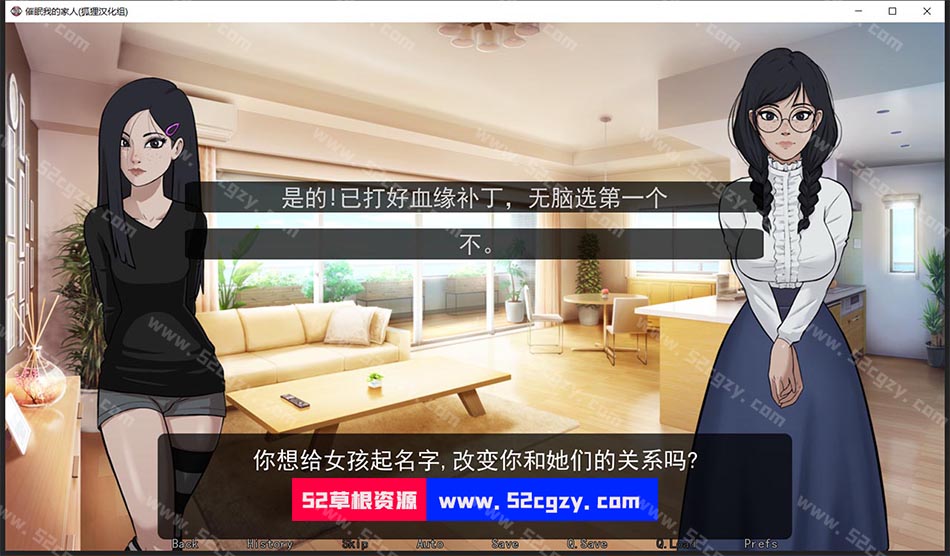 催眠我的家人(狐狸汉化组)
是的!已打好血缘补丁，无脑选第一个
不。
你想给女孩起名字,改变你和她们的关系吗?
52草根资源 www.52cgzy.com
Back History Skip Auto Save Q.Save Q.Load Prefs
www.52cgzy.com